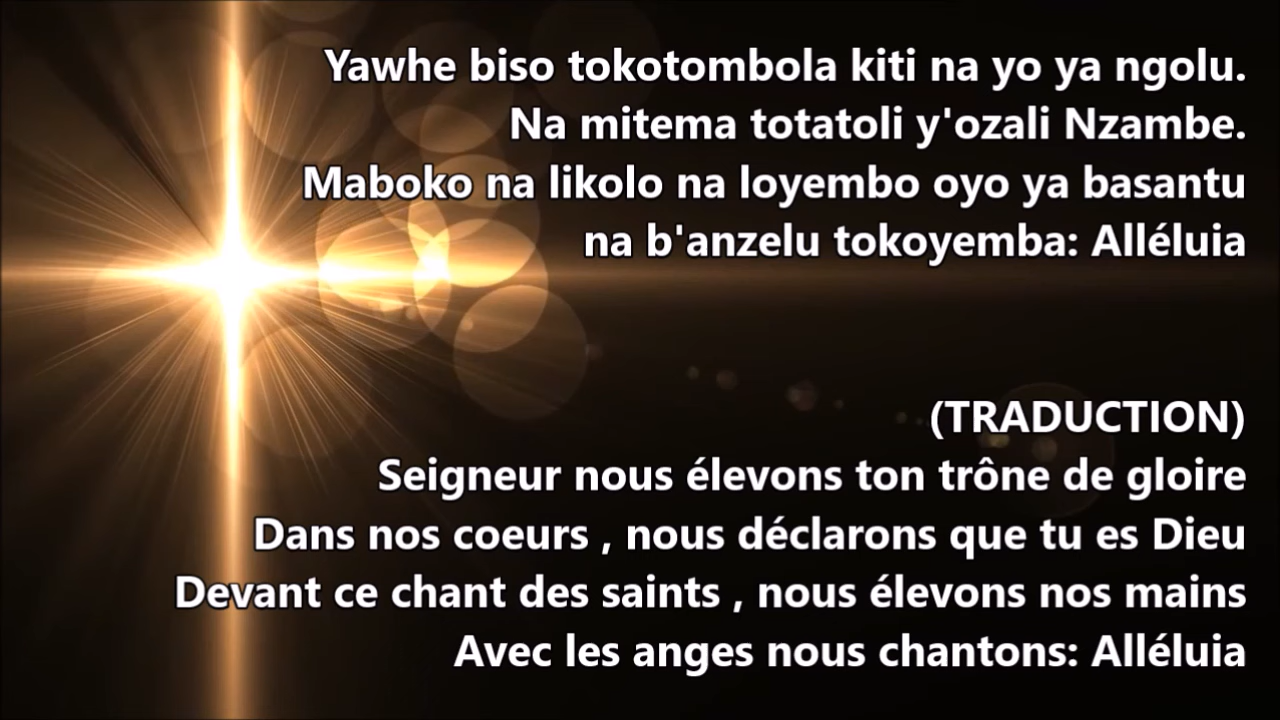 Yawhe biso tokotombola kiti na yo ya ngolu.
Na mitema totatoli y'ozali Nzambe.
Maboko na likolo na loyembo oyo ya basantu
na b'anzelu tokoyemba: Alléluia
(TRADUCTION)
Seigneur nous élevons ton trône de gloire
Dans nos coeurs , nous déclarons que tu es Dieu
Devant ce chant des saints , nous élevons nos mains
Avec les anges nous chantons: Alléluia